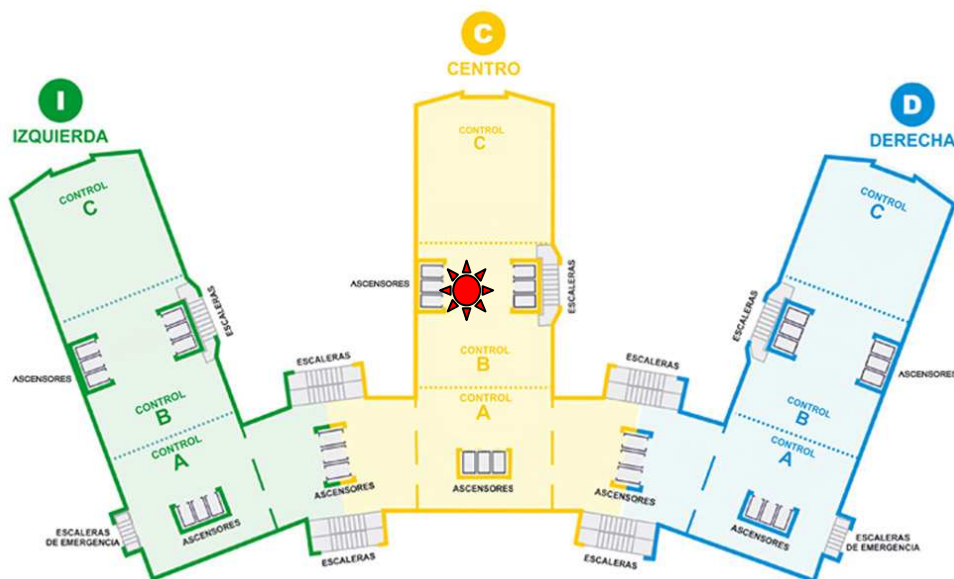 C
CENTRO
I
IZQUIERDA
D
DERECHA
CONTROL
C
CONTROL
C
CONTROL
C
ASCENSORES
ESCALERAS
ESCALERAS
ESCALERAS
ASCENSORES
ESCALERAS
CONTROL
B
ESCALERAS
ASCENSORES
CONTROL
B
CONTROL
A
CONTROL
A
CONTROL
B
CONTROL
A
ASCENSORES
ASCENSORES
ASCENSORES
ESCALERAS
DE EMERGENCIA
ASCENSORES
ESCALERAS
ESCALERAS
ASCENSORES
ESCALERAS
DE EMERGENCIA